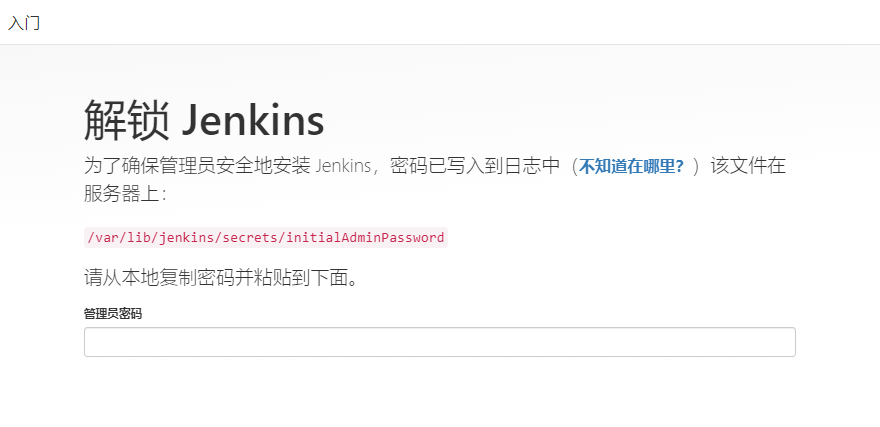 入门
解锁 Jenkins
为了确保管理员安全地安装 Jenkins，密码已写入到日志中（不知道在哪里？）该文件在
服务器上：
/var/lib/jenkins/secrets/initialAdminPassword
请从本地复制密码并粘贴到下面。
管理员密码